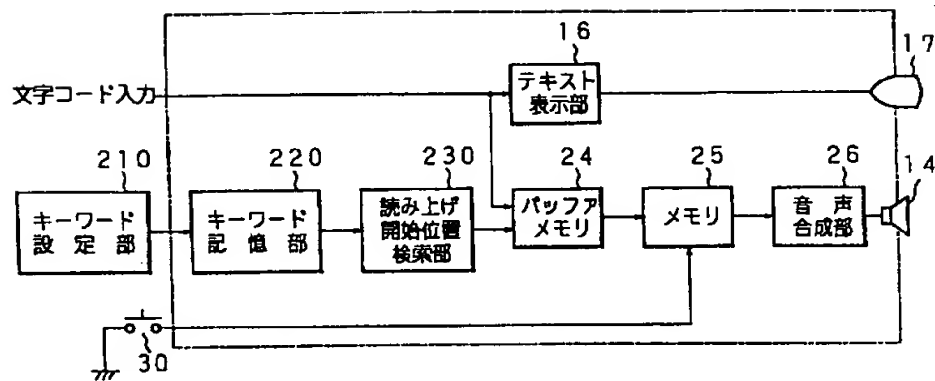 16
17
文字コード入力
テキスト
表示部
210
220
230
24
25
26
14
キーワード
設定部
キーワード
記憶部
読み上げ
開始位置
検索部
バッファ
メモリ
メモリ
音声
合成部
30